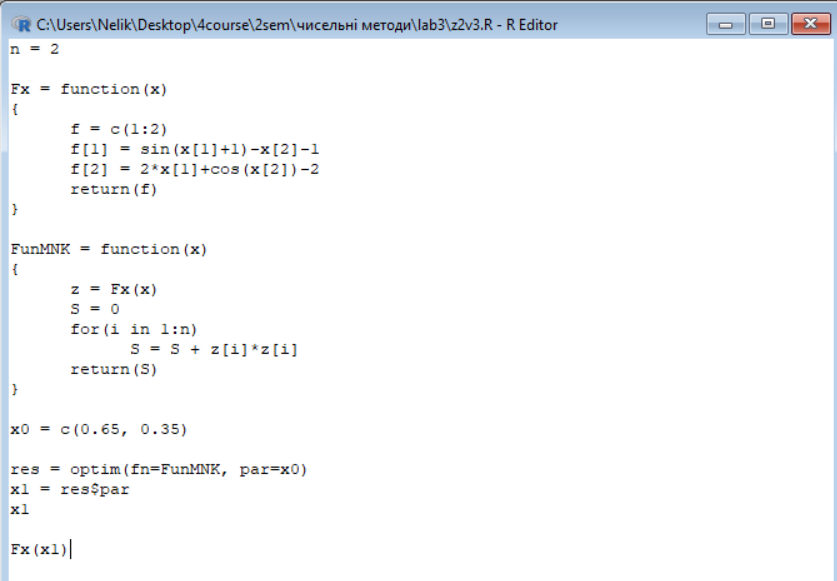 C:\Users\Nelik\Desktop\4course\2sem\чисельні методи\lab3\z2v3.R - R Editor
n = 2
Fx = function(x)
{
f = c(1:2)
f[1] = sin(x[1]+1)-x[2]-1
f[2] = 2*x[1]+cos(x[2])-2
return(f)
}
FunMNK = function(x)
{
z = Fx(x)
S = 0
for(i in 1:n)
S = S + z[i]*z[i]
return(S)
}
x0 = c(0.65, 0.35)
res = optim(fn=FunMNK, par=x0)
x1 = res$par
x1
Fx(x1)